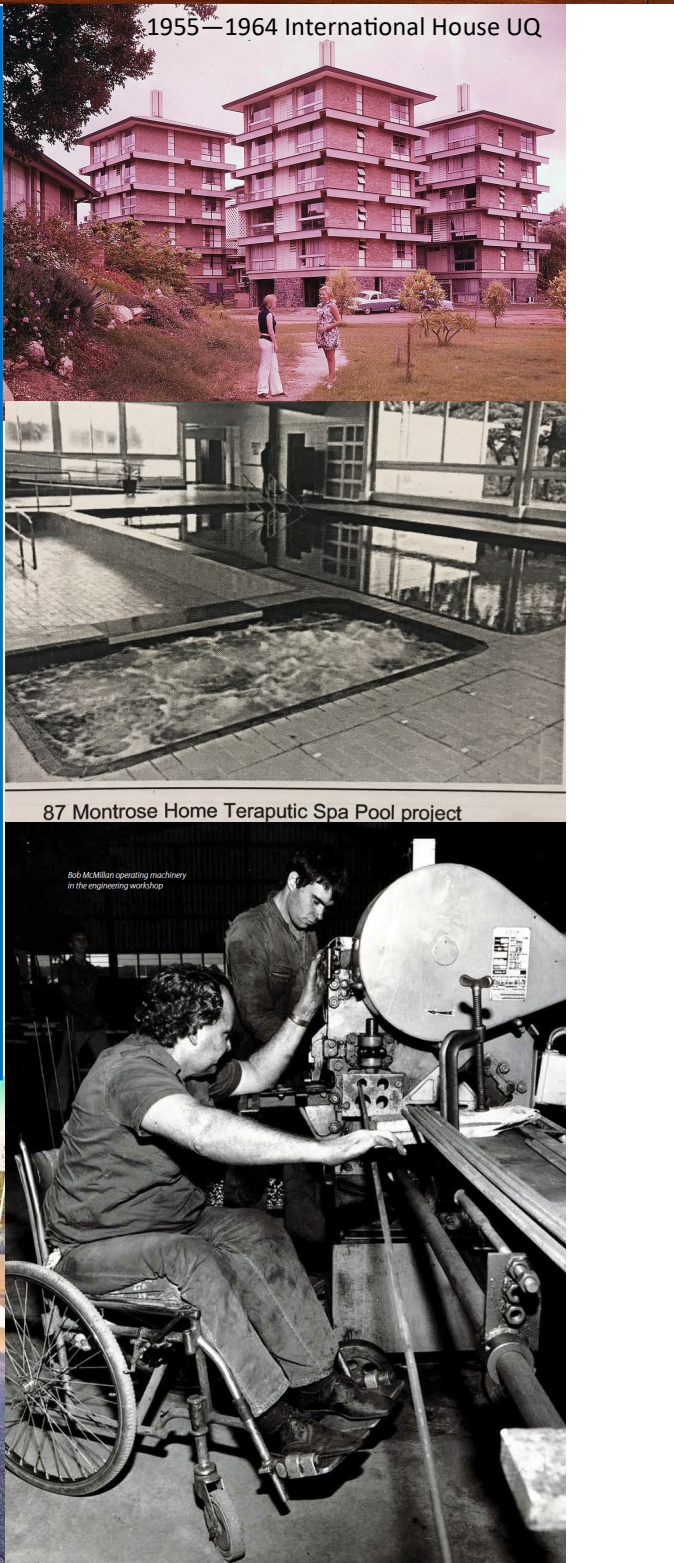 1955—1964 International House UQ
87 Montrose Home Teraputic Spa Pool project
Bob McMillan operating machinery
in the engineering workshop